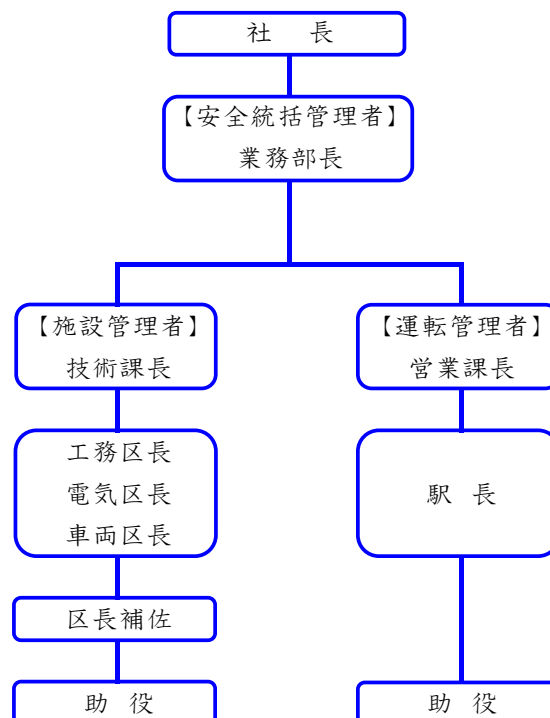 社　長
【安全統括管理者】
業務部長
【施設管理者】
技術課長
【運転管理者】
営業課長
工務区長
電気区長
車両区長
駅 長
区長補佐
助 役
助 役